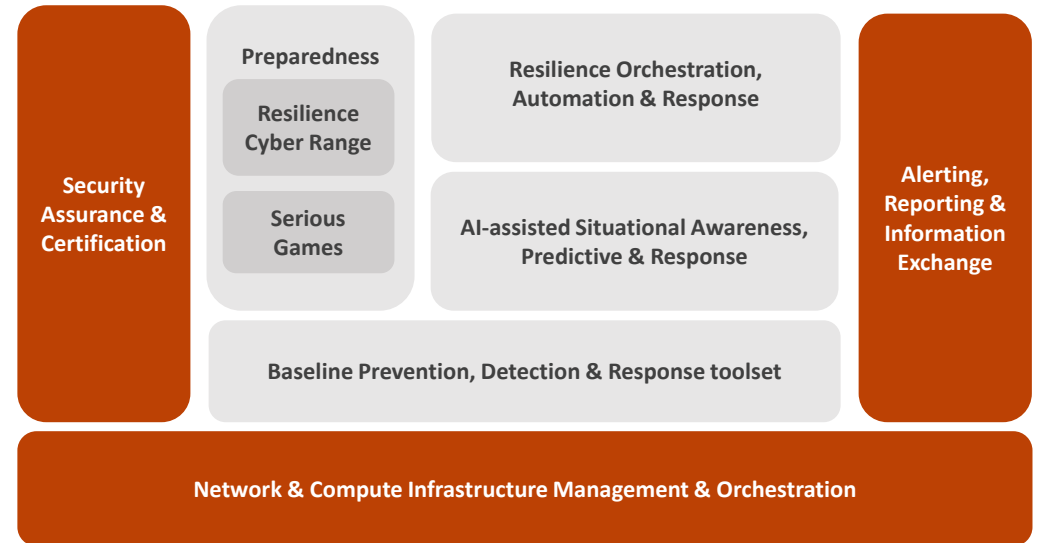 Security
Assurance &
Certification
Preparedness
Resilience
Cyber Range
Serious
Games
Resilience Orchestration,
Automation & Response
AI-assisted Situational Awareness,
Predictive & Response
Baseline Prevention, Detection & Response toolset
Alerting,
Reporting &
Information
Exchange
Network & Compute Infrastructure Management & Orchestration